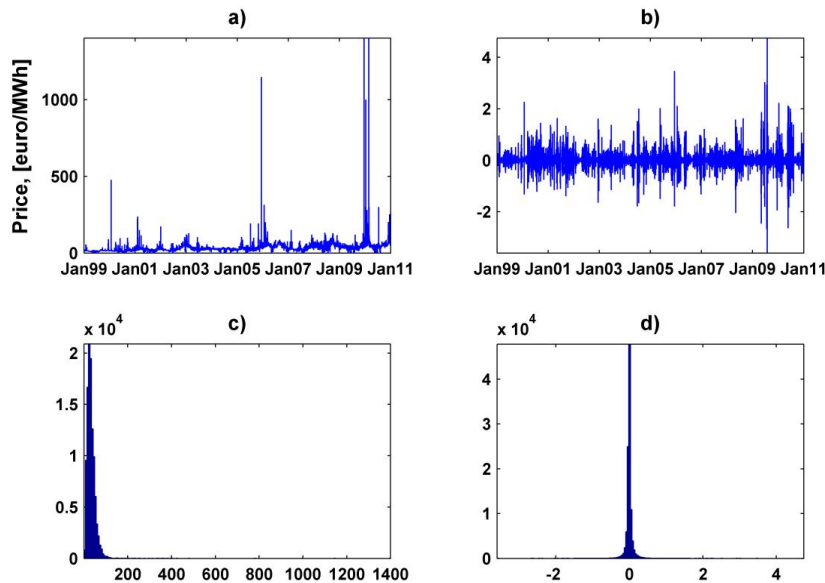 a)
b)
Price, [euro/MWh]
1000
500
0
Jan99 Jan01 Jan03 Jan05 Jan07 Jan09 Jan11
4
2
0
-2
Jan99 Jan01 Jan03 Jan05 Jan07 Jan09 Jan11
c)
x 10^4
2
1.5
1
0.5
0
200 400 600 800 1000 1200 1400
d)
x 10^4
4
3
2
1
0
-2 0 2 4